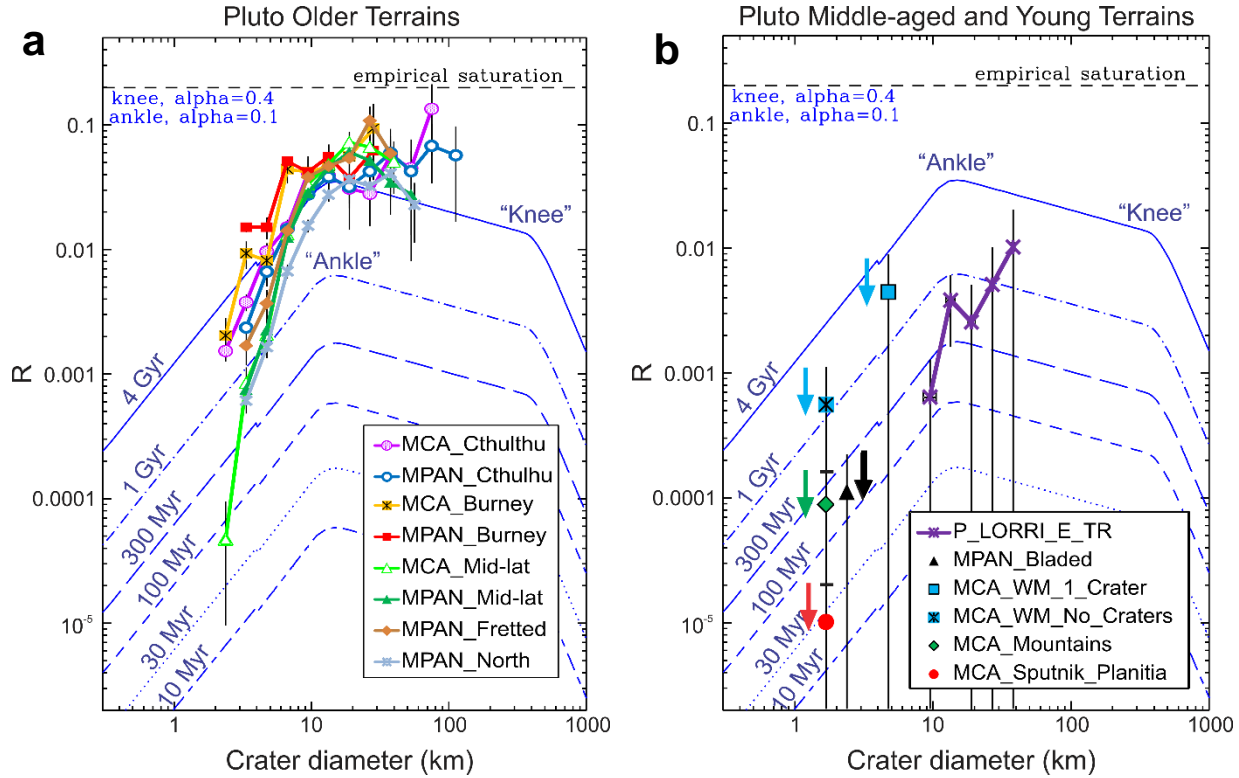 Pluto Older Terrains
a
empirical saturation
knee, alpha=0.4
ankle, alpha=0.1
0.1
0.01
0.001
0.0001
10-5
R
"Knee"
"Ankle"
4 Gyr
1 Gyr
300 Myr
100 Myr
30 Myr
10 Myr
MCA_Cthulhu
MPAN_Cthulhu
MCA_Burney
MPAN_Burney
MCA_Mid-lat
MPAN_Mid-lat
MPAN_Fretted
MPAN_North
1
10
100
1000
Crater diameter (km)
Pluto Middle-aged and Young Terrains
b
empirical saturation
knee, alpha=0.4
ankle, alpha=0.1
0.1
0.01
0.001
0.0001
10-5
R
"Ankle"
"Knee"
4 Gyr
1 Gyr
300 Myr
100 Myr
30 Myr
10 Myr
P_LORRI_E_TR
MPAN_Bladed
MCA_WM_1_Crater
MCA_WM_No_Craters
MCA_Mountains
MCA_Sputnik_Planitia
1
10
100
1000
Crater diameter (km)